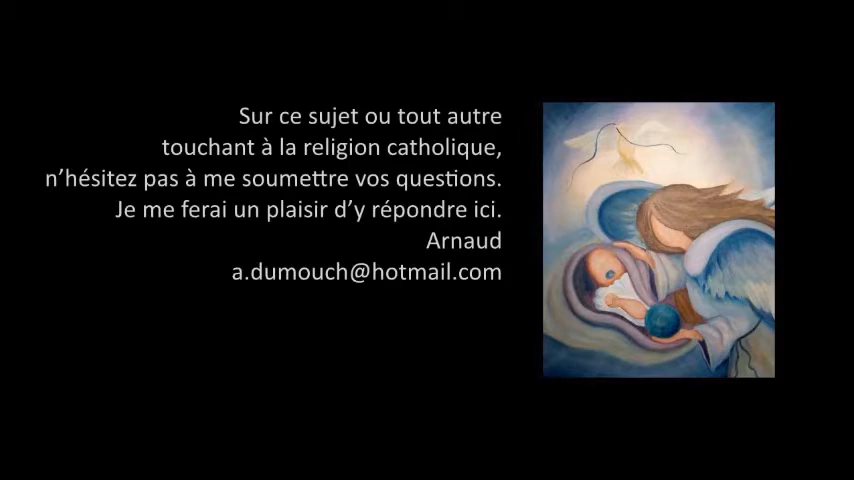 Sur ce sujet ou tout autre
touchant à la religion catholique,
n’hésitez pas à me soumettre vos questions.
Je me ferai un plaisir d’y répondre ici.
Arnaud
a.dumouch@hotmail.com